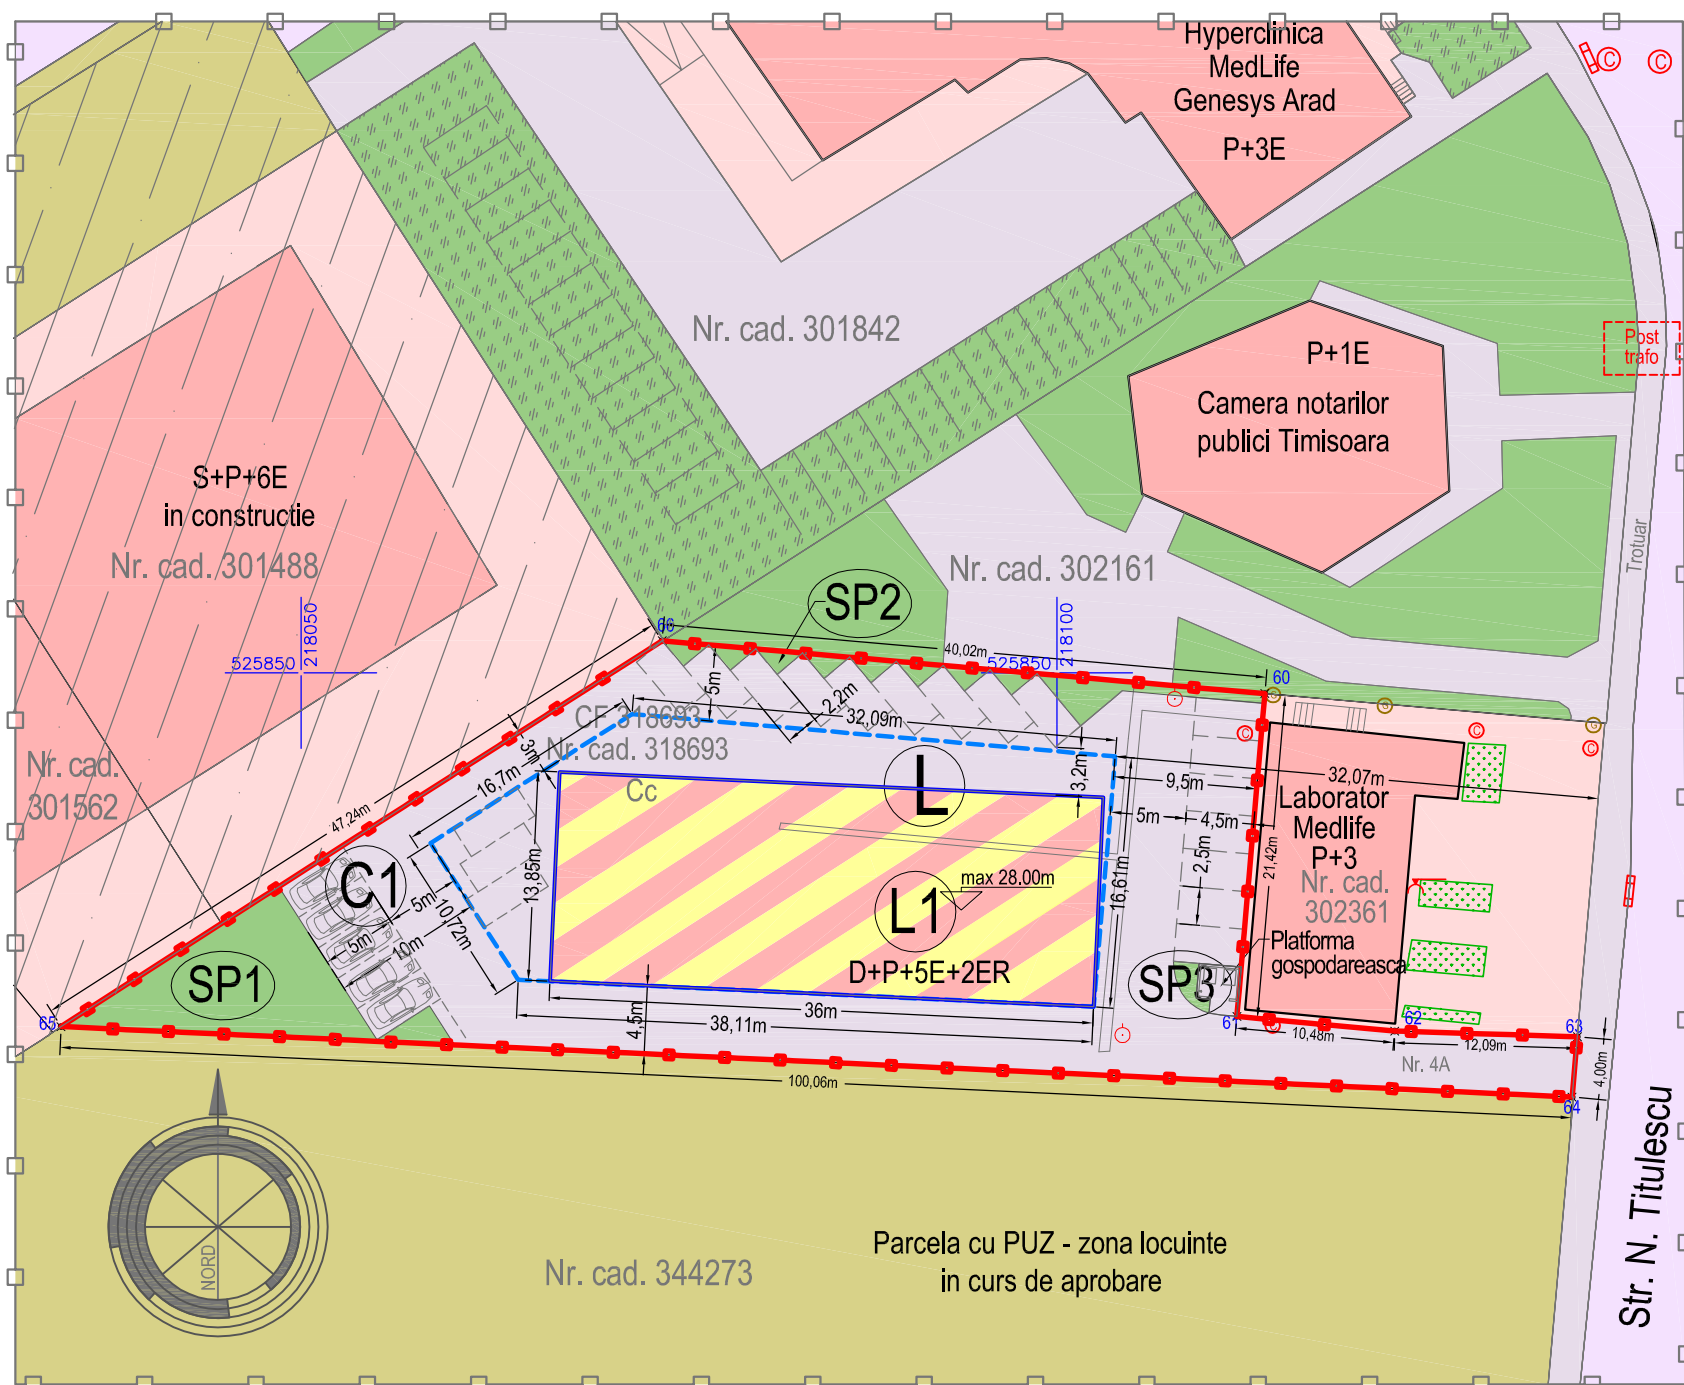 Hyperclinica
MedLife
Genesys Arad
P+3E
C
C
Nr. cad. 301842
Post
trafo
P+1E
Camera notarilor
publici Timisoara
S+P+6E
in constructie
Nr. cad. 301488
Trotuar
Nr. cad. 302161
SP2
525850
218050
525850
218100
66
40,02m
60
5m
2,2m
32,09m
CF 318693
Nr. cad. 318693
Cc
3m
16,7m
47,24m
Nr. cad.
301562
L
3,2m
9,5m
32,07m
5m
4,5m
2,5m
Laborator
Medlife
P+3
Nr. cad.
302361
21,42m
C
C
C
G
G
G
C1
5m
10,72m
5m
10m
13,85m
16,61m
max 28.00m
L1
D+P+5E+2ER
Platforma
gospodareasca
SP1
SP3
65
36m
38,11m
4,5m
61
C
62
63
10,48m
12,09m
Nr. 4A
4,00m
64
100,06m
Str. N. Titulescu
NORD
Parcela cu PUZ - zona locuinte
in curs de aprobare
Nr. cad. 344273